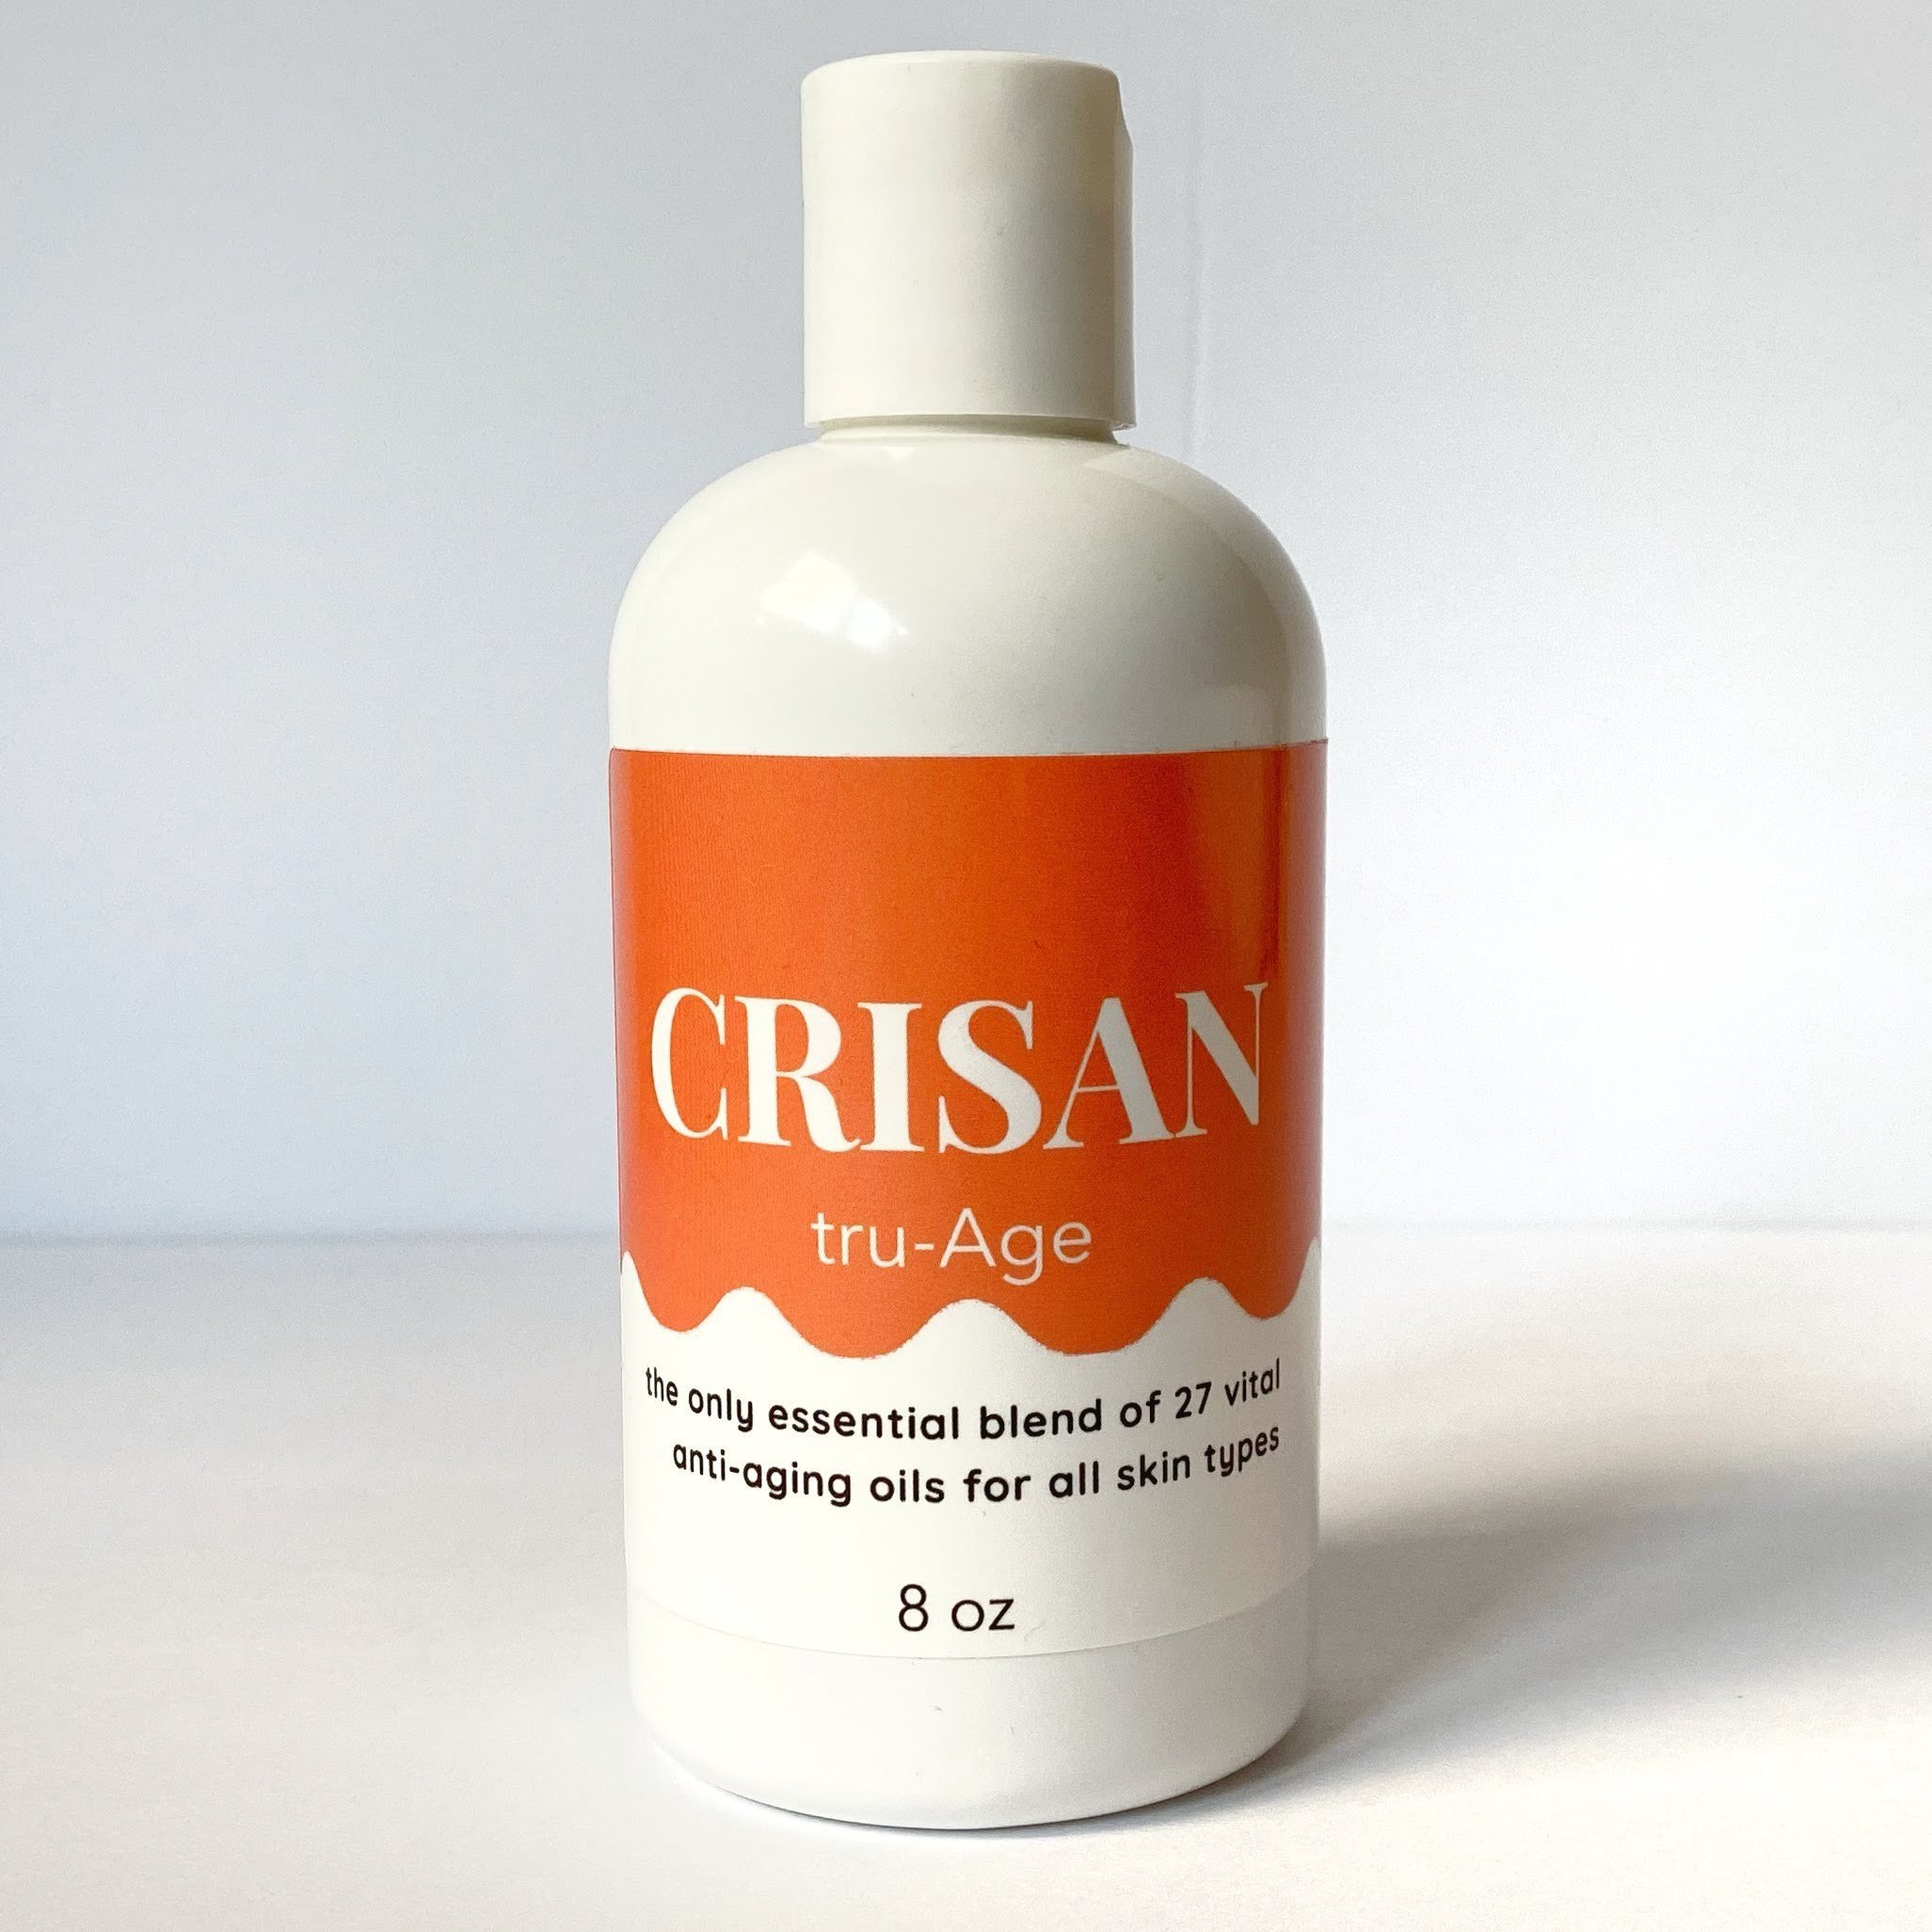 CRISAN
tru-Age
the only essential blend of 27 vital
anti-aging oils for all skin types
8 oz